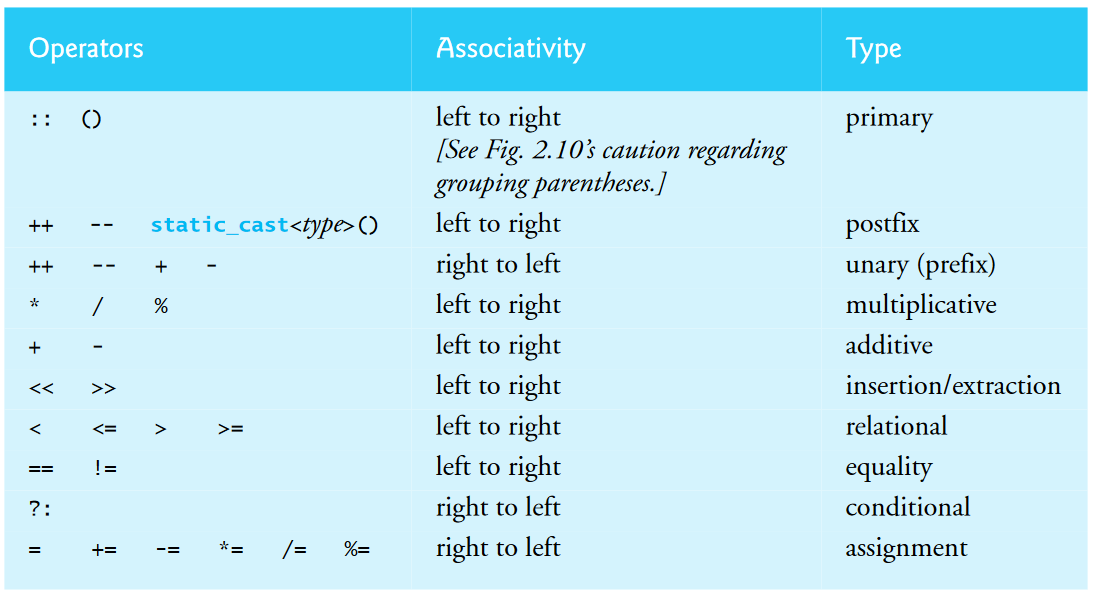 Operators Associativity Type
:: () left to right primary
[See Fig. 2.10’s caution regarding
grouping parentheses.]
++ -- static_cast<type>() left to right postfix
++ -- + - right to left unary (prefix)
* / % left to right multiplicative
+ - left to right additive
<< >> left to right insertion/extraction
< <= > >= left to right relational
== != left to right equality
?: right to left conditional
= += -= *= /= %= right to left assignment